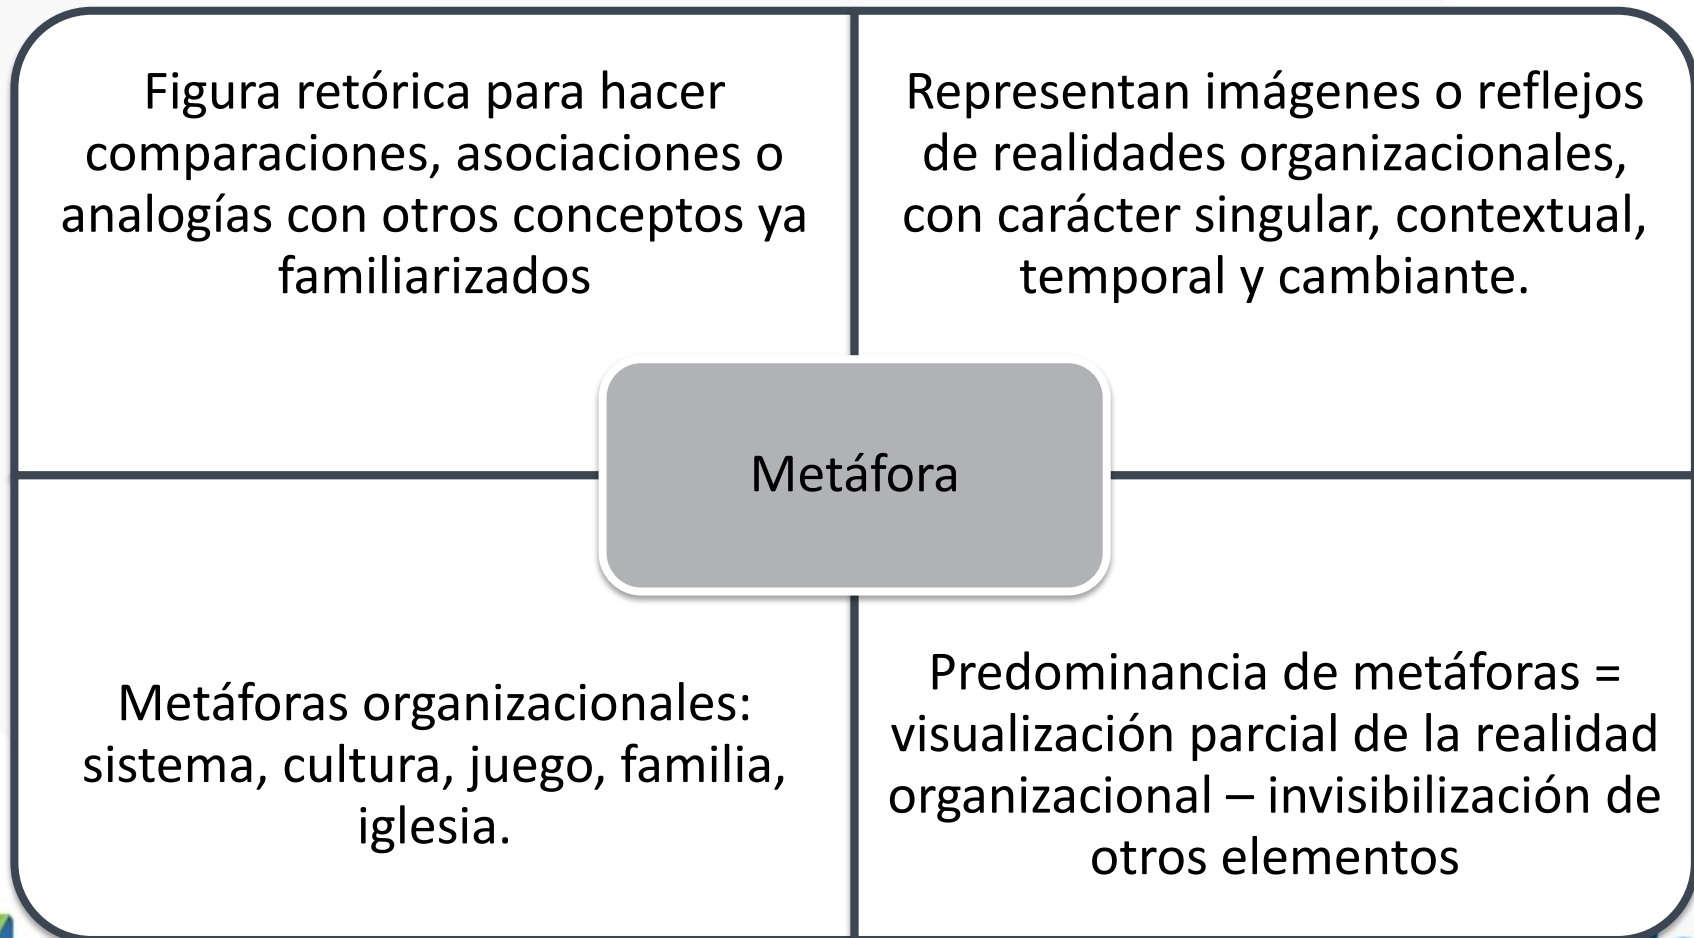 Figura retórica para hacer
comparaciones, asociaciones o
analogías con otros conceptos ya
familiarizados
Representan imágenes o reflejos
de realidades organizacionales,
con carácter singular, contextual,
temporal y cambiante.
Metáfora
Metáforas organizacionales:
sistema, cultura, juego, familia,
iglesia.
Predominancia de metáforas =
visualización parcial de la realidad
organizacional – invisibilización de
otros elementos